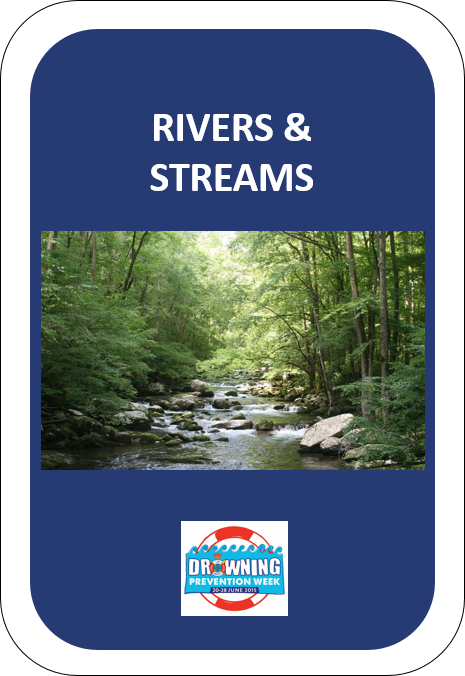 RIVERS &
STREAMS
DROWNING
PREVENTION WEEK
20-28 JUNE 2015